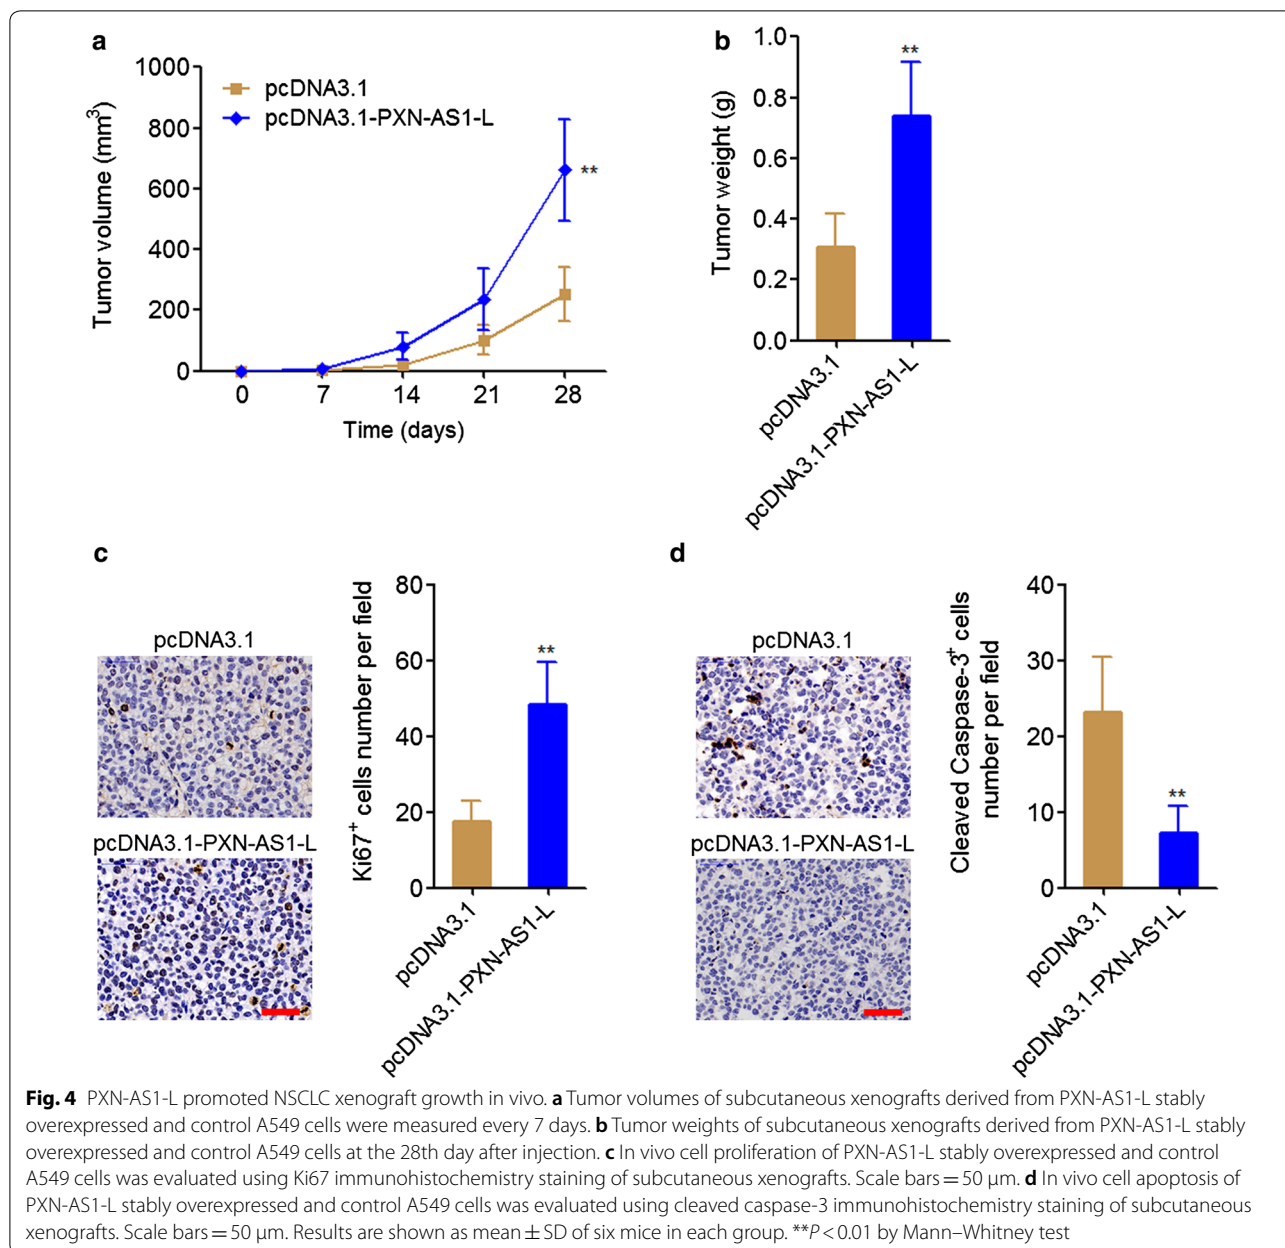 a
1000
800
600
400
200
0
Tumor volume (mm³)
pcDNA3.1
pcDNA3.1-PXN-AS1-L
**
0 7 14 21 28
Time (days)
b
1.0
0.8
0.6
0.4
0.2
0.0
Tumor weight (g)
**
pcDNA3.1
pcDNA3.1-PXN-AS1-L
c
pcDNA3.1
pcDNA3.1-PXN-AS1-L
80
60
40
20
0
Ki67⁺ cells number per field
**
pcDNA3.1
pcDNA3.1-PXN-AS1-L
d
pcDNA3.1
pcDNA3.1-PXN-AS1-L
40
30
20
10
0
Cleaved Caspase-3⁺ cells
number per field
**
pcDNA3.1
pcDNA3.1-PXN-AS1-L
Fig. 4 PXN-AS1-L promoted NSCLC xenograft growth in vivo. a Tumor volumes of subcutaneous xenografts derived from PXN-AS1-L stably
overexpressed and control A549 cells were measured every 7 days. b Tumor weights of subcutaneous xenografts derived from PXN-AS1-L stably
overexpressed and control A549 cells at the 28th day after injection. c In vivo cell proliferation of PXN-AS1-L stably overexpressed and control
A549 cells was evaluated using Ki67 immunohistochemistry staining of subcutaneous xenografts. Scale bars = 50 μm. d In vivo cell apoptosis of
PXN-AS1-L stably overexpressed and control A549 cells was evaluated using cleaved caspase-3 immunohistochemistry staining of subcutaneous
xenografts. Scale bars = 50 μm. Results are shown as mean ± SD of six mice in each group. **P < 0.01 by Mann–Whitney test